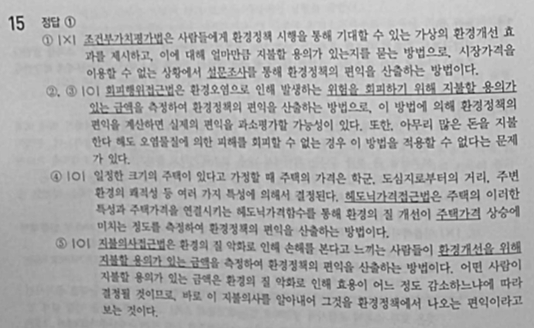 15 정답 ①
① |X| 조건부가치평가법은 사람들에게 환경정책 시행을 통해 기대할 수 있는 가상의 환경개선 효
과를 제시하고, 이에 대해 얼마만큼 지불할 용의가 있는지를 묻는 방법으로, 시장가격을
이용할 수 없는 상황에서 설문조사를 통해 환경정책의 편익을 산출하는 방법이다.
②, ③ |O| 회피행위접근법은 환경오염으로 인해 발생하는 위험을 회피하기 위해 지불할 용의가
있는 금액을 측정하여 환경정책의 편익을 산출하는 방법으로, 이 방법에 의해 환경정책의
편익을 계산하면 실제의 편익을 과소평가할 가능성이 있다. 또한, 아무리 많은 돈을 지불
한다 해도 오염물질에 의한 피해를 회피할 수 없는 경우 이 방법을 적용할 수 없다는 문제
가 있다.
④ |O| 일정한 크기의 주택이 있다고 가정할 때 주택의 가격은 학군, 도심지로부터의 거리, 주변
환경의 쾌적성 등 여러 가지 특성에 의해서 결정된다. 헤도닉가격접근법은 주택의 이러한
특성과 주택가격을 연결시키는 헤도닉가격함수를 통해 환경의 질 개선이 주택가격 상승에
미치는 정도를 측정하여 환경정책의 편익을 산출하는 방법이다.
⑤ |O| 지불의사접근법은 환경의 질 악화로 인해 손해를 본다고 느끼는 사람들이 환경개선을 위해
지불할 용의가 있는 금액을 측정하여 환경정책의 편익을 산출하는 방법이다. 어떤 사람이
지불할 용의가 있는 금액은 환경의 질 악화로 인해 효용이 어느 정도 감소하느냐에 따라
결정될 것이므로, 바로 이 지불의사를 알아내어 그것을 환경정책에서 나오는 편익이라고
보는 것이다.